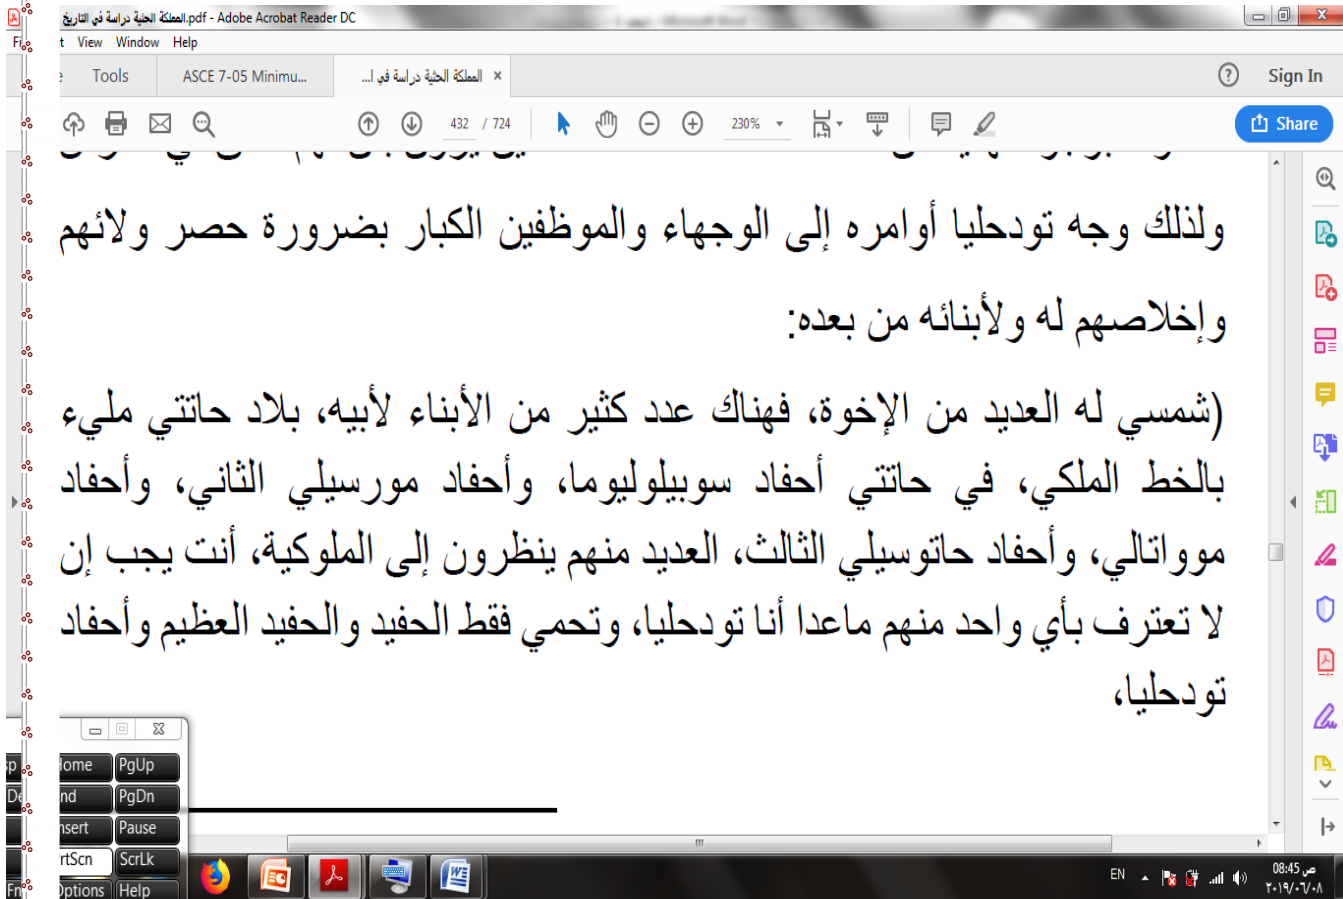 المملكة الحثية دراسة في التاريخ.pdf - Adobe Acrobat Reader DC
View Window Help
Tools ASCE 7-05 Minimu... المملكة الحثية دراسة في ا... × Sign In
432 / 724 230% Share
ولذلك وجه تودحليا أوامره إلى الوجهاء والموظفين الكبار بضرورة حصر ولائهم
وإخلاصهم له ولأبنائه من بعده:
(شمسي له العديد من الإخوة، فهناك عدد كثير من الأبناء لأبيه، بلاد حاتتي مليء
بالخط الملكي، في حاتتي أحفاد سوبيلوليوما، وأحفاد مورسيلي الثاني، وأحفاد
موواتالي، وأحفاد حاتوسيلي الثالث، العديد منهم ينظرون إلى الملوكية، أنت يجب إن
لا تعترف بأي واحد منهم ماعدا أنا تودحليا، وتحمي فقط الحفيد والحفيد العظيم وأحفاد
تودحليا،
PgUp
PgDn
Pause
ScrLk
Help
EN 08:45 ص
٢٠١٩/٠٦/٠٨